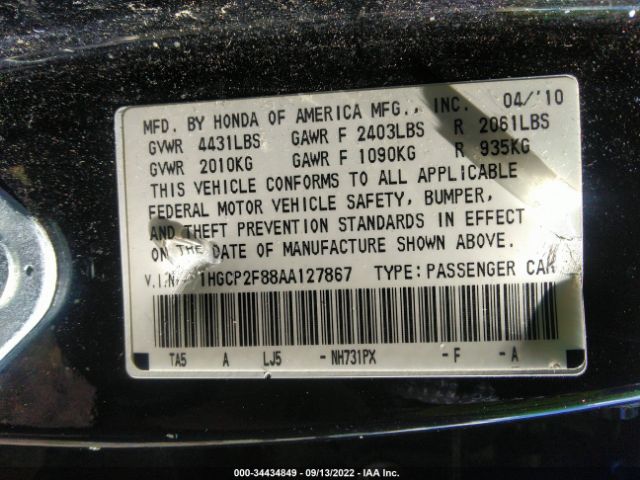 MFD. BY HONDA OF AMERICA MFG., INC. 04/'10
GVWR 4431LBS GAWR F 2403LBS R 2061LBS
GVWR 2010KG GAWR F 1090KG R 935KG
THIS VEHICLE CONFORMS TO ALL APPLICABLE
FEDERAL MOTOR VEHICLE SAFETY, BUMPER,
AND THEFT PREVENTION STANDARDS IN EFFECT
ON THE DATE OF MANUFACTURE SHOWN ABOVE.
V.I.N. 1HGCP2F88AA127867 TYPE: PASSENGER CAR
TA5 A LJ5 - NH731PX - F - A
000-34434849 - 09/13/2022 - IAA Inc.